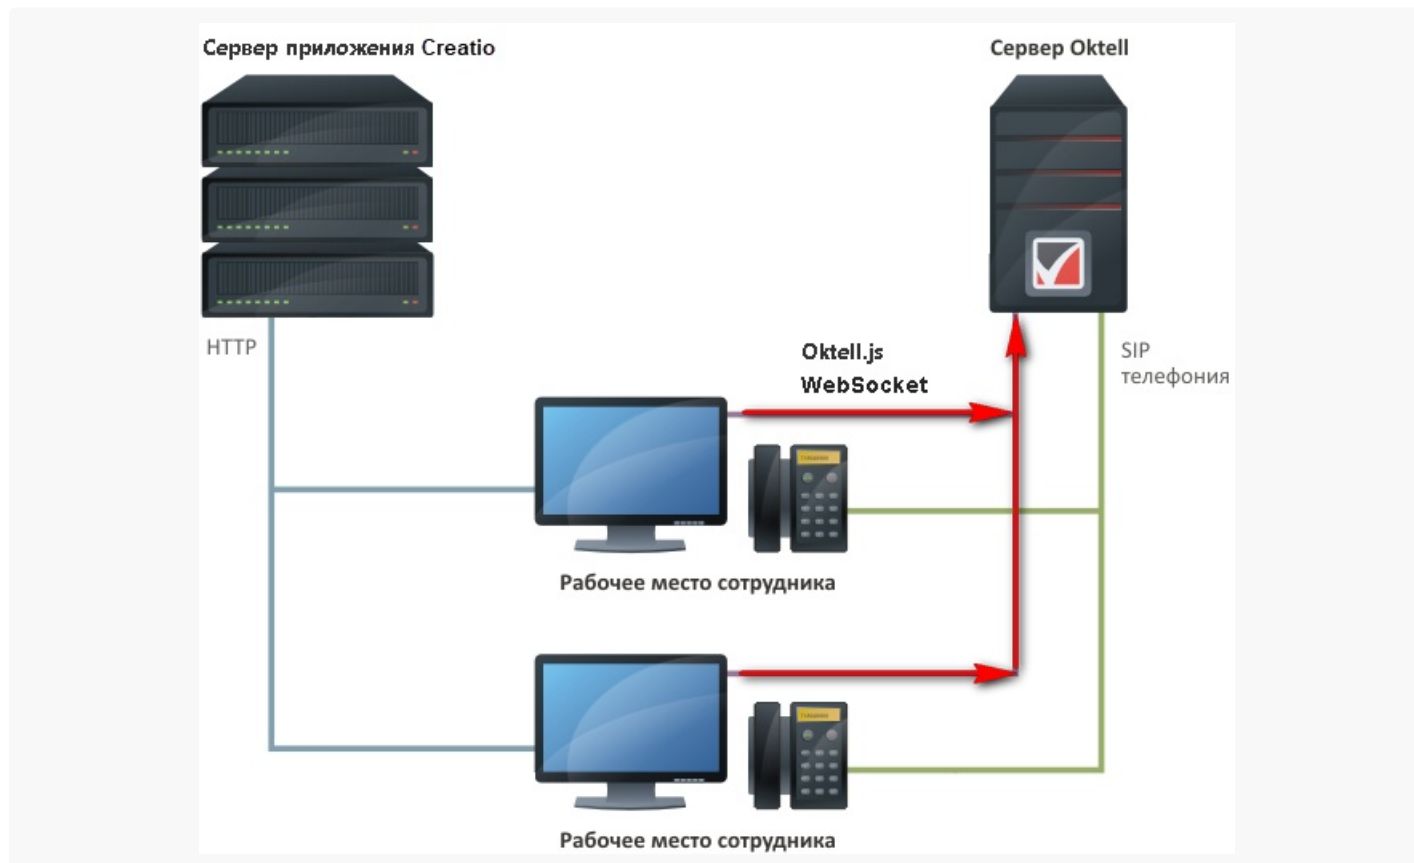 Сервер приложения Creatio
Сервер Oktell
HTTP
Oktell.js
WebSocket
SIP
телефония
Рабочее место сотрудника
Рабочее место сотрудника